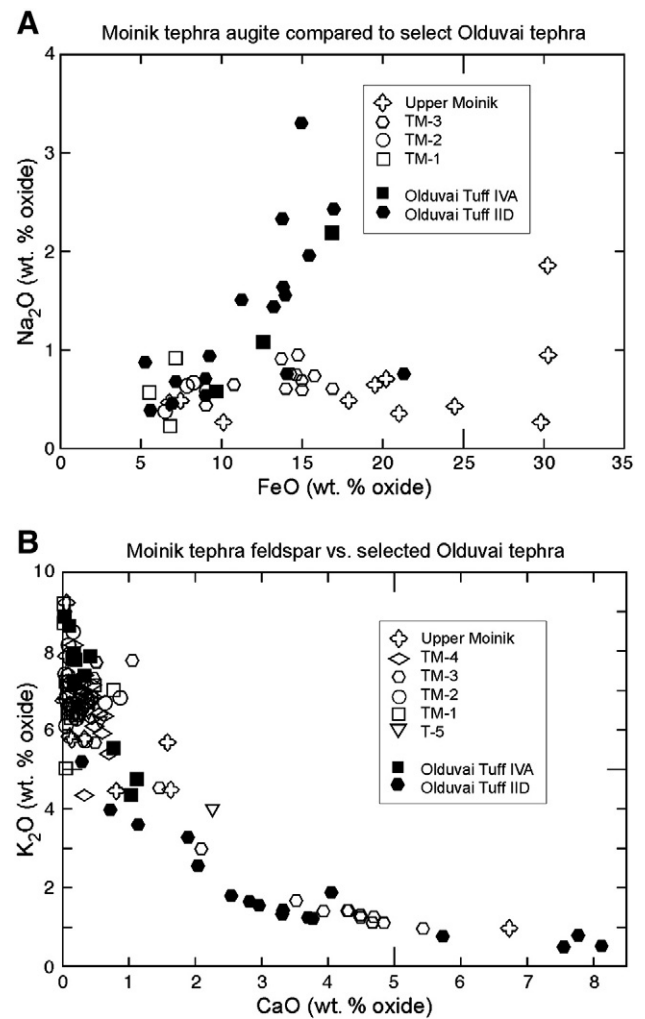 A
Moinik tephra augite compared to select Olduvai tephra
4
3
2
1
0
Na2O (wt. % oxide)
Upper Moinik
TM-3
TM-2
TM-1
Olduvai Tuff IVA
Olduvai Tuff IID
0 5 10 15 20 25 30 35
FeO (wt. % oxide)
B
Moinik tephra feldspar vs. selected Olduvai tephra
10
8
6
4
2
0
K2O (wt. % oxide)
Upper Moinik
TM-4
TM-3
TM-2
TM-1
T-5
Olduvai Tuff IVA
Olduvai Tuff IID
0 1 2 3 4 5 6 7 8
CaO (wt. % oxide)